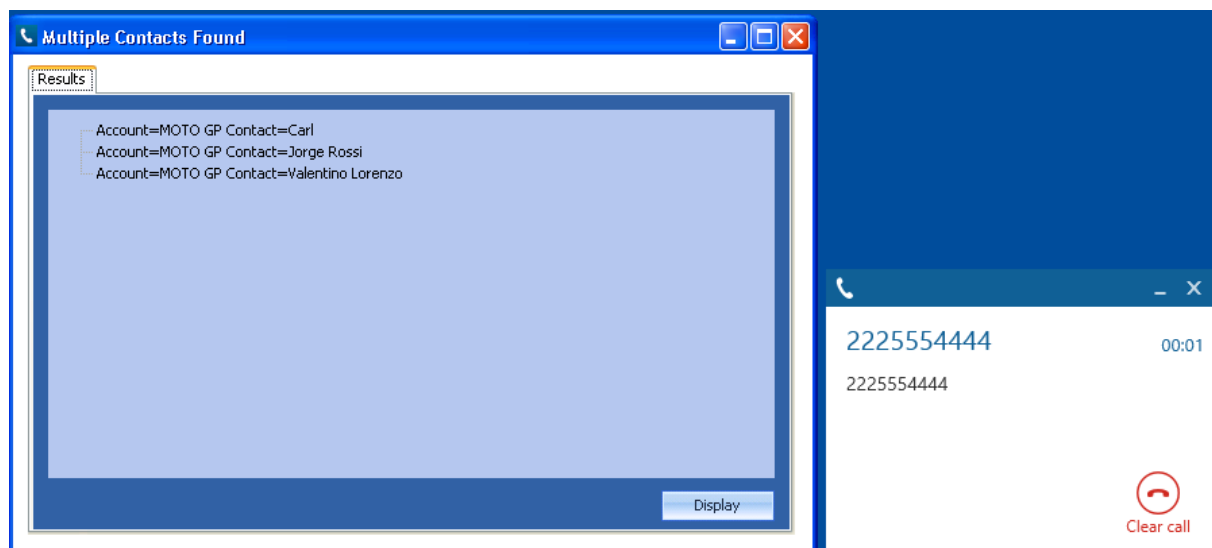 Multiple Contacts Found
Results
Account=MOTO GP Contact=Carl
Account=MOTO GP Contact=Jorge Rossi
Account=MOTO GP Contact=Valentino Lorenzo
Display
2225554444
00:01
2225554444
Clear call